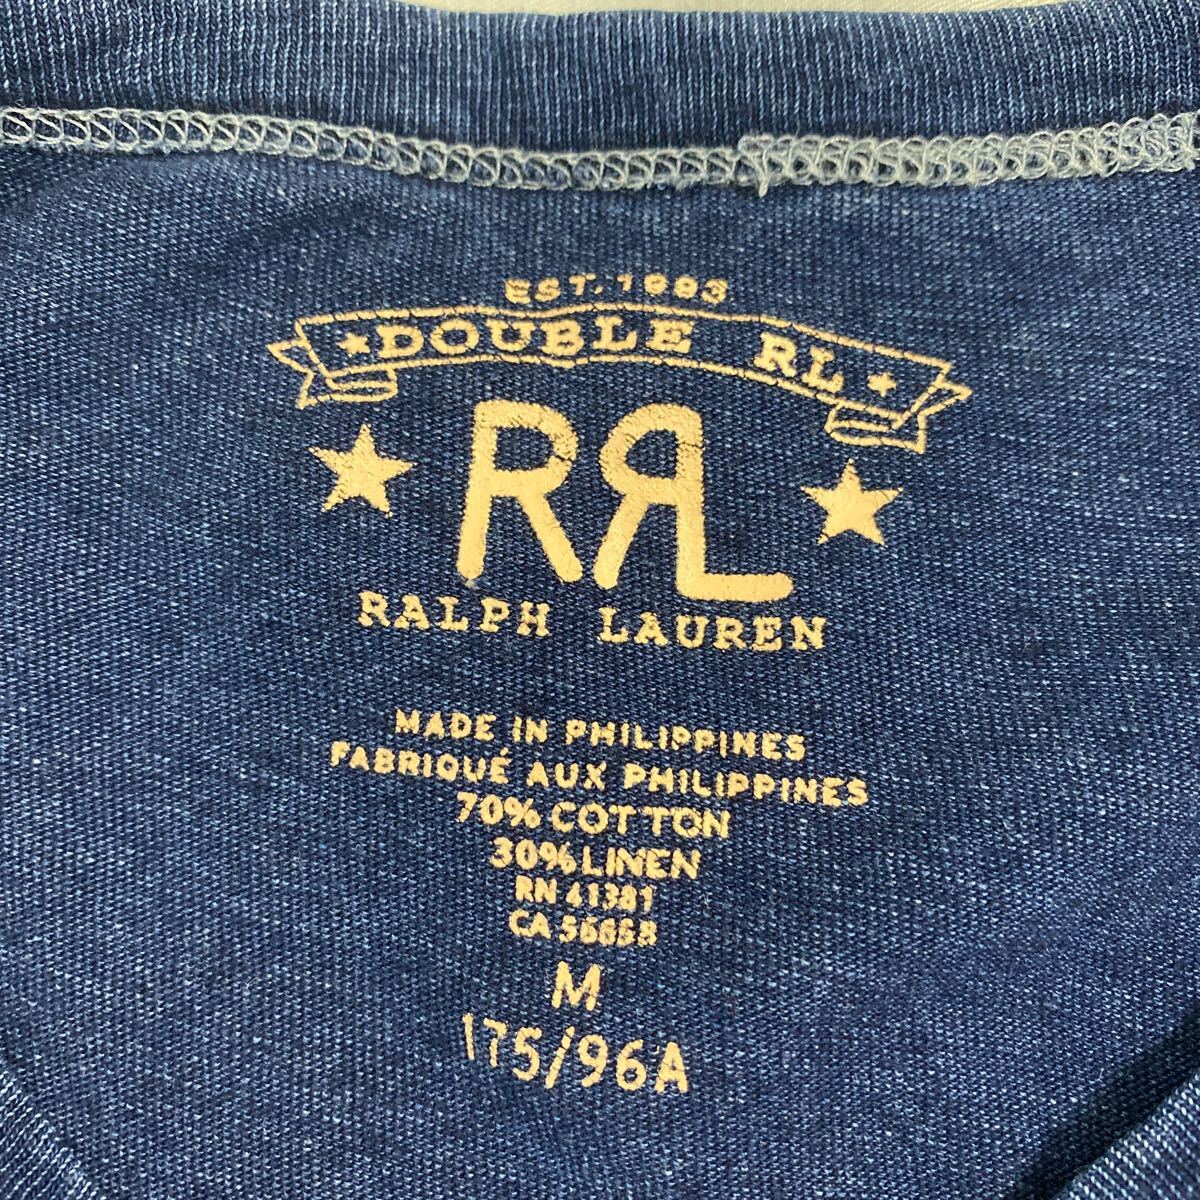 EST. 1993
★DOUBLE RL★
RRL
RALPH LAUREN
MADE IN PHILIPPINES
FABRIQUÉ AUX PHILIPPINES
70% COTTON
30% LINEN
RN 41381
CA 56668
M
175/96A